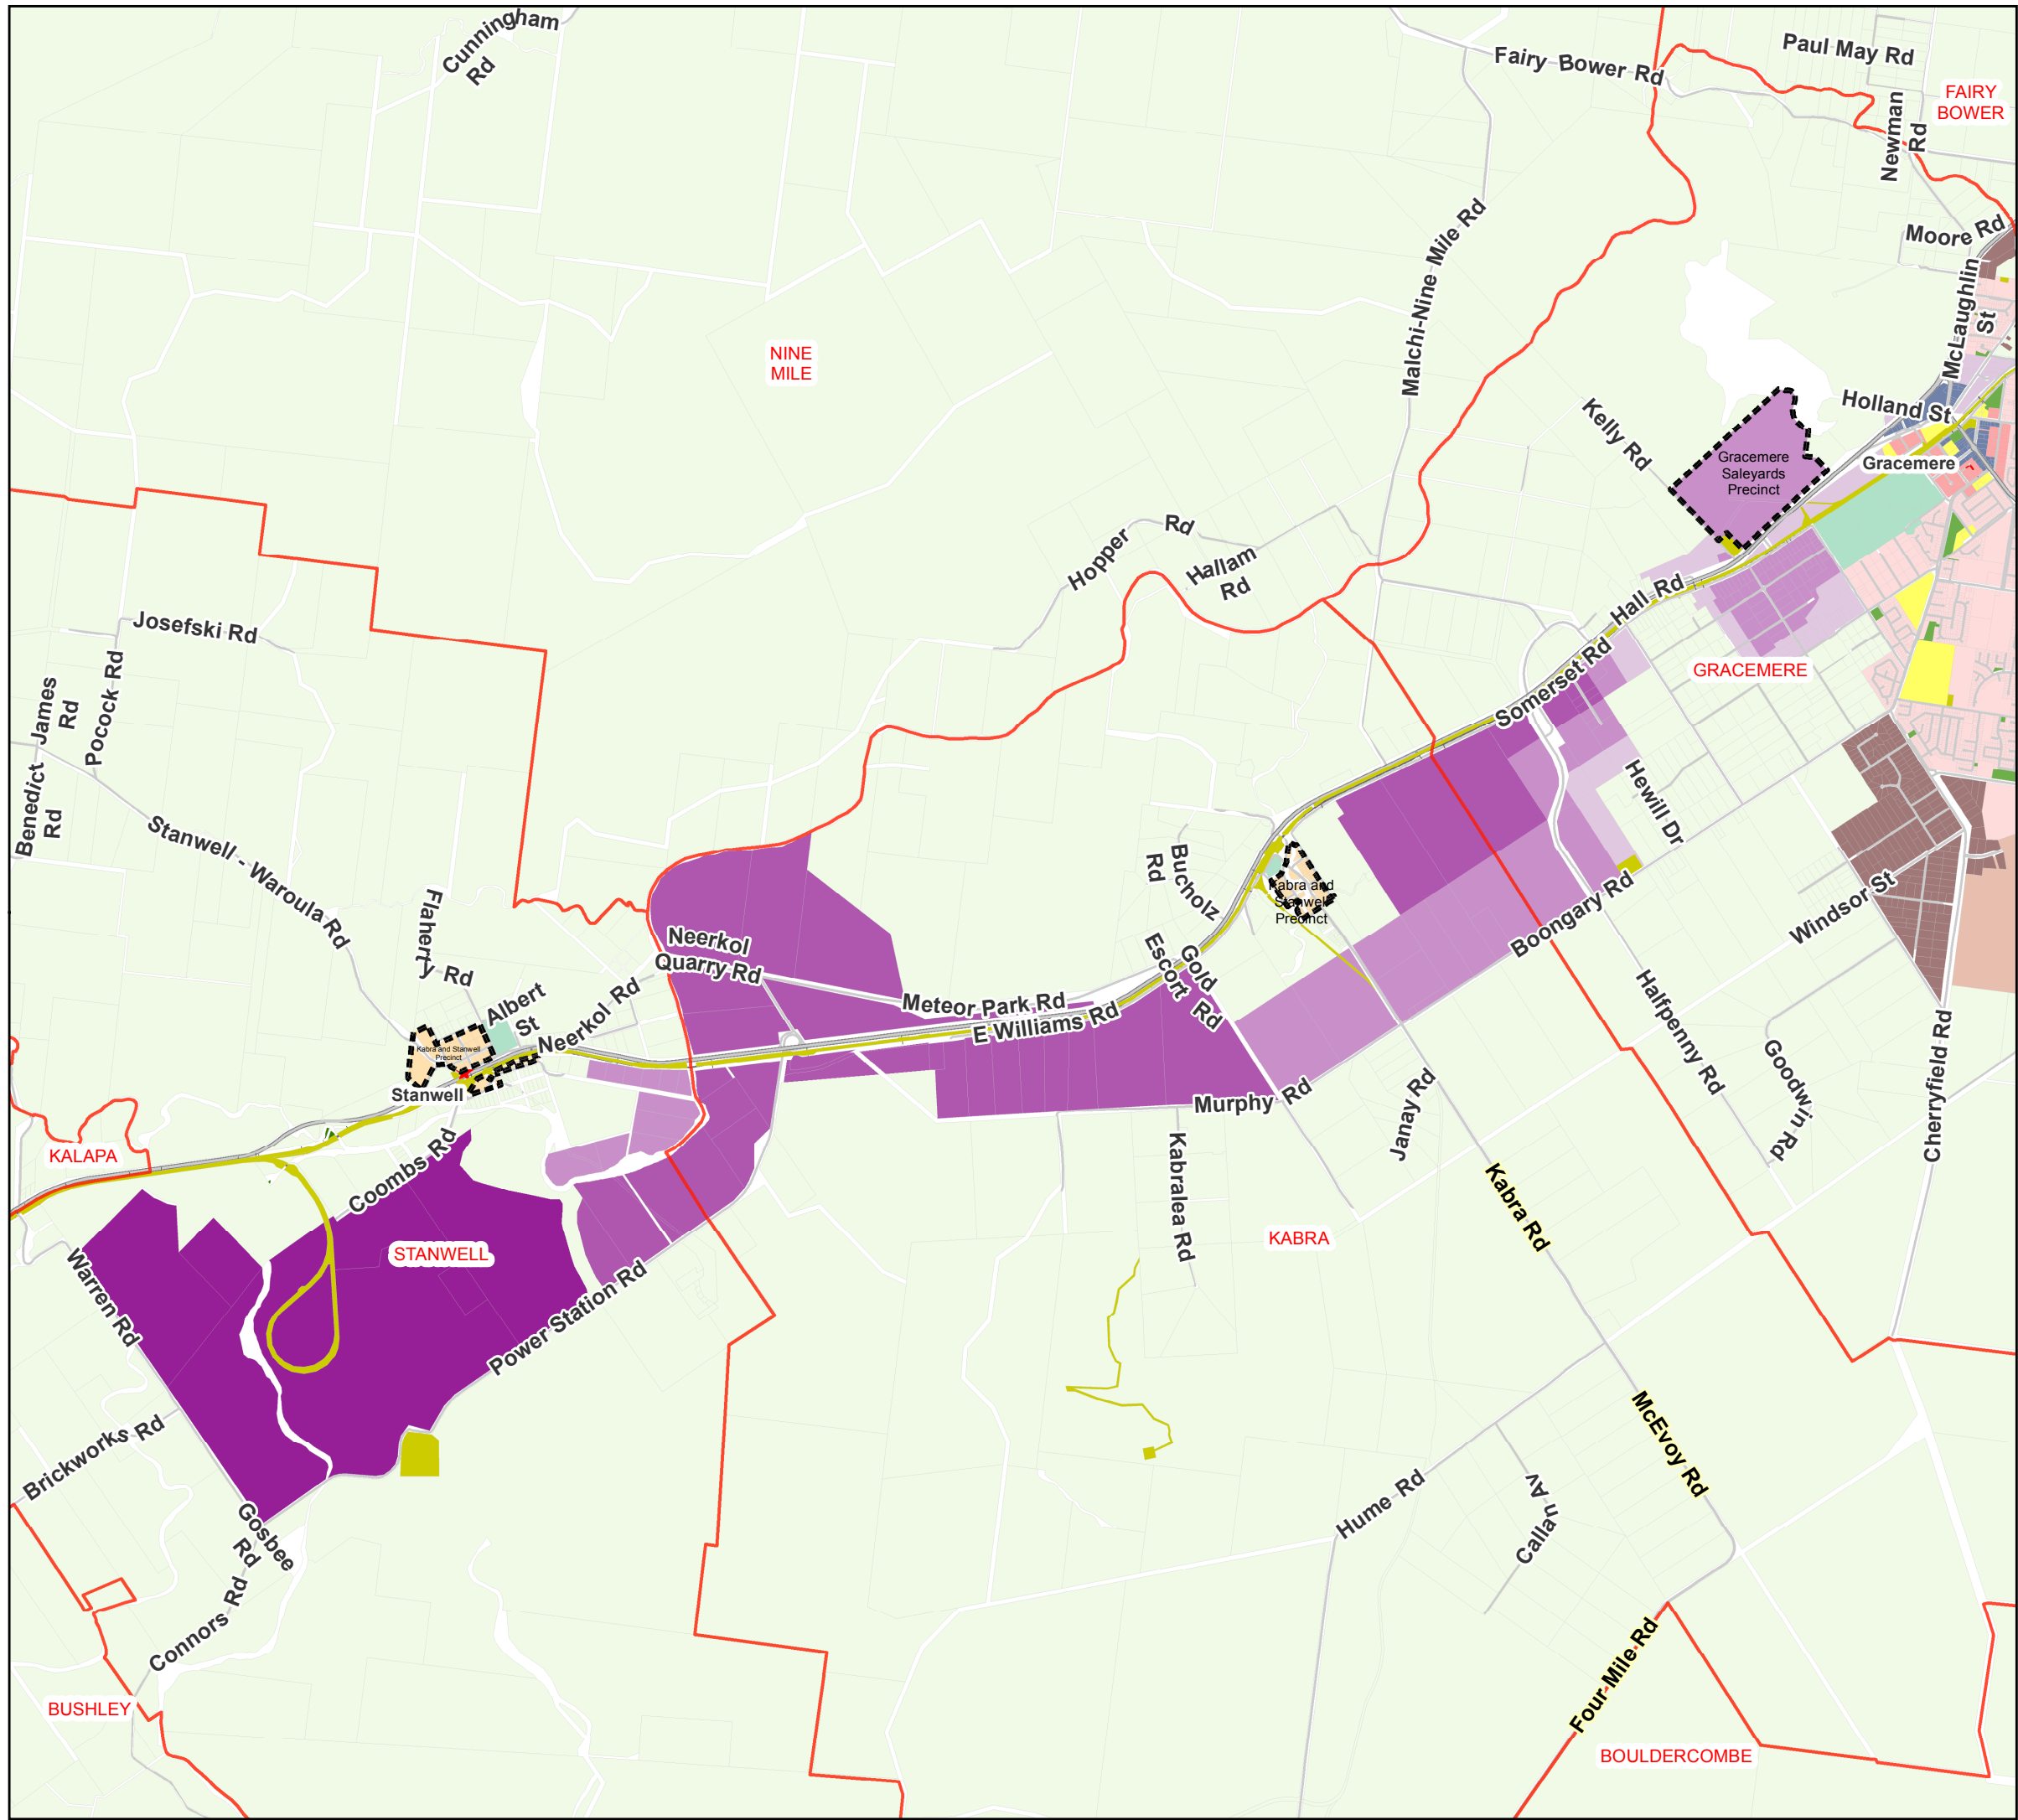 Cunningham
Rd
Fairy Bower Rd
Paul May Rd
FAIRY
BOWER
Newman
Rd
Moore Rd
McLaughlin
St
Malchi-Nine Mile Rd
NINE
MILE
Holland St
Kelly Rd
Gracemere
Saleyards
Precinct
Gracemere
Hopper Rd
Hallam
Rd
Hall Rd
Somerset Rd
GRACEMERE
Josefski Rd
Pocock Rd
James
Rd
Benedict
Rd
Stanwell - Waroula Rd
Flaherty Rd
Albert
St
Neerkol Rd
Neerkol
Quarry Rd
Meteor Park Rd
E Williams Rd
Bucholz
Rd
Gold
Escort
Rd
Kabra and
Stanwell
Precinct
Hewill Dr
Boongary Rd
Windsor St
Halfpenny Rd
Goodwin Rd
Cherryfield Rd
Kabra and Stanwell
Precinct
Stanwell
KALAPA
Coombs Rd
STANWELL
Warren Rd
Power Station Rd
Murphy Rd
Janay Rd
Kabralea Rd
KABRA
Kabra Rd
McEvoy Rd
Brickworks Rd
Gosbee
Rd
Connors Rd
Hume Rd
Callan Av
Four Mile Rd
BUSHLEY
BOULDERCOMBE